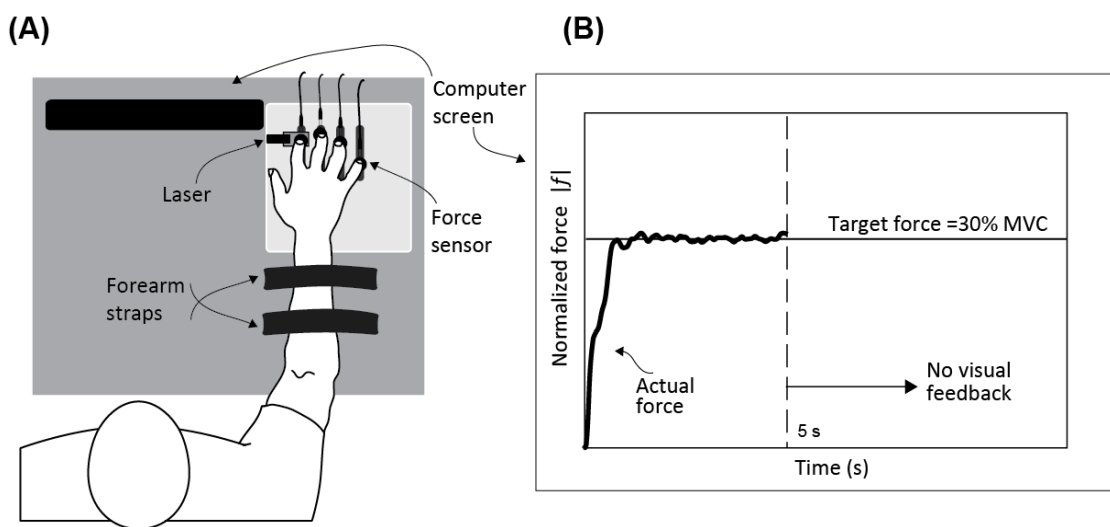 (A)
Computer
screen
Laser
Force
sensor
Forearm
straps
(B)
Normalized force |f|
Target force =30% MVC
Actual
force
No visual
feedback
5 s
Time (s)